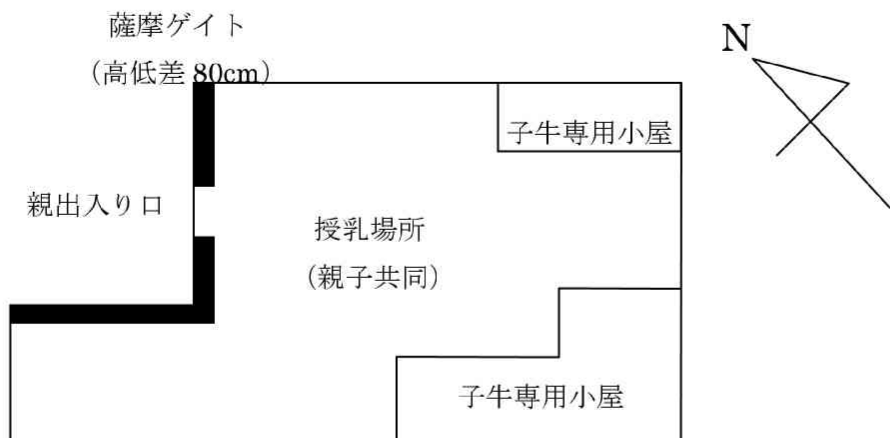 薩摩ゲイト
（高低差 80cm）
N
子牛専用小屋
親出入り口
授乳場所
（親子共同）
子牛専用小屋